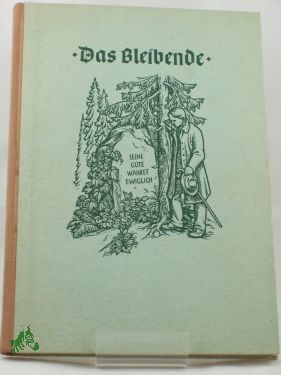 ·Das Bleibende·
SEINE
GÜTE
WÄHRET
EWIGLICH